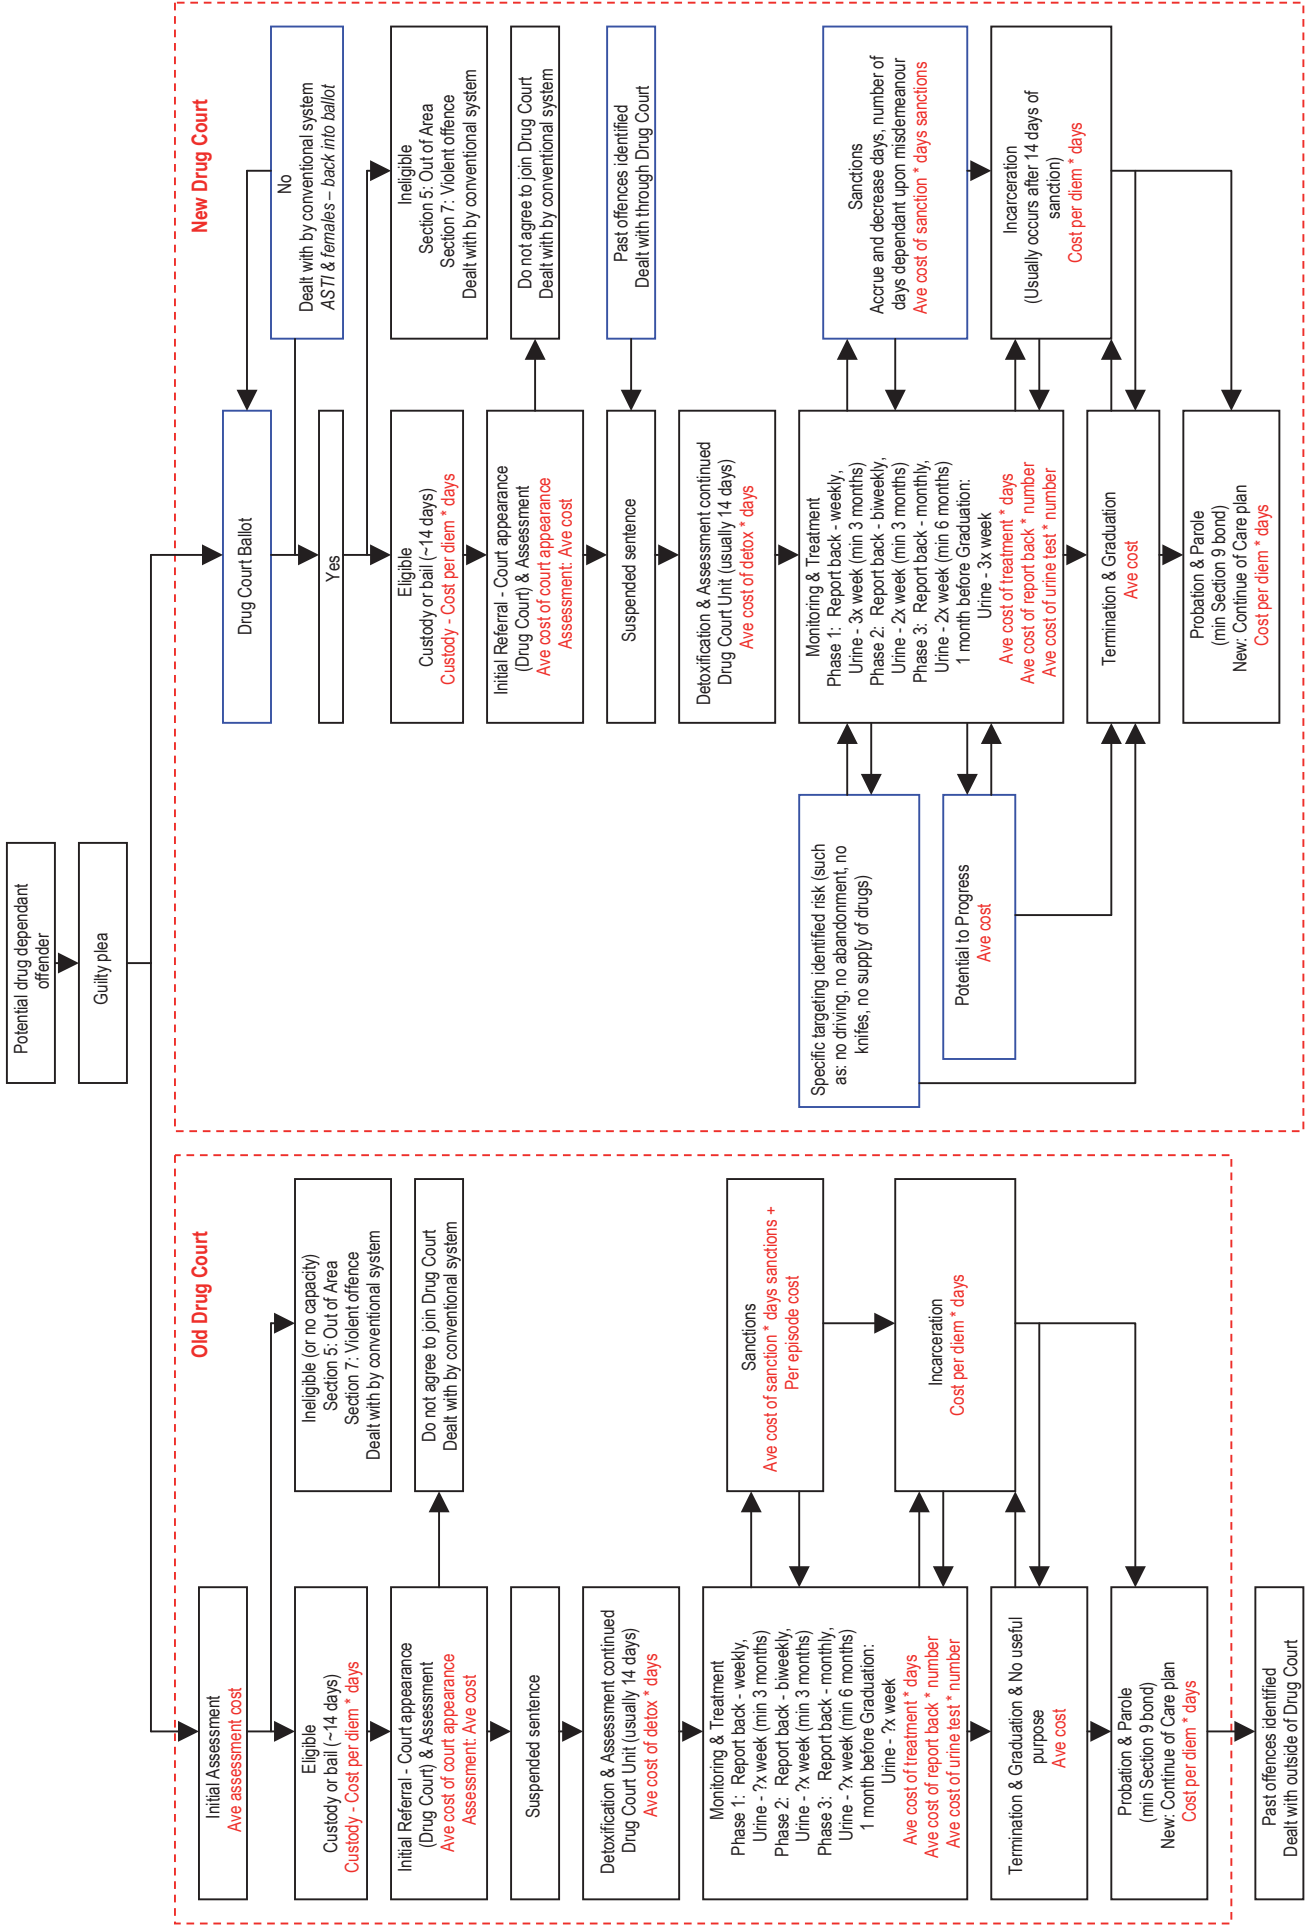 Potential drug dependant
offender
Guilty plea
Old Drug Court
Initial Assessment
Ave assessment cost
Ineligible (or no capacity)
Section 5: Out of Area
Section 7: Violent offence
Dealt with by conventional system
Eligible
Custody or bail (~14 days)
Custody - Cost per diem * days
Initial Referral - Court appearance
(Drug Court) & Assessment
Ave cost of court appearance
Assessment: Ave cost
Do not agree to join Drug Court
Dealt with by conventional system
Suspended sentence
Detoxification & Assessment continued
Drug Court Unit (usually 14 days)
Ave cost of detox * days
Monitoring & Treatment
Phase 1: Report back - weekly,
Urine - ?x week (min 3 months)
Phase 2: Report back - biweekly,
Urine - ?x week (min 3 months)
Phase 3: Report back - monthly,
Urine - ?x week (min 6 months)
1 month before Graduation:
Urine - ?x week
Ave cost of treatment * days
Ave cost of report back * number
Ave cost of urine test * number
Sanctions
Ave cost of sanction * days sanctions +
Per episode cost
Incarceration
Cost per diem * days
Termination & Graduation & No useful
purpose
Ave cost
Probation & Parole
(min Section 9 bond)
New: Continue of Care plan
Cost per diem * days
Past offences identified
Dealt with outside of Drug Court
New Drug Court
Drug Court Ballot
No
Dealt with by conventional system
ASTI & females – back into ballot
Yes
Eligible
Custody or bail (~14 days)
Custody - Cost per diem * days
Ineligible
Section 5: Out of Area
Section 7: Violent offence
Dealt with by conventional system
Initial Referral - Court appearance
(Drug Court) & Assessment
Ave cost of court appearance
Assessment: Ave cost
Do not agree to join Drug Court
Dealt with by conventional system
Suspended sentence
Past offences identified
Dealt with through Drug Court
Detoxification & Assessment continued
Drug Court Unit (usually 14 days)
Ave cost of detox * days
Specific targeting identified risk (such
as: no driving, no abandonment, no
knifes, no supp[y of drugs)
Potential to Progress
Ave cost
Monitoring & Treatment
Phase 1: Report back - weekly,
Urine - 3x week (min 3 months)
Phase 2: Report back - biweekly,
Urine - 2x week (min 3 months)
Phase 3: Report back - monthly,
Urine - 2x week (min 6 months)
1 month before Graduation:
Urine - 3x week
Ave cost of treatment * days
Ave cost of report back * number
Ave cost of urine test * number
Sanctions
Accrue and decrease days, number of
days dependant upon misdemeanour
Ave cost of sanction * days sanctions
Incarceration
(Usually occurs after 14 days of
sanction)
Cost per diem * days
Termination & Graduation
Ave cost
Probation & Parole
(min Section 9 bond)
New: Continue of Care plan
Cost per diem * days